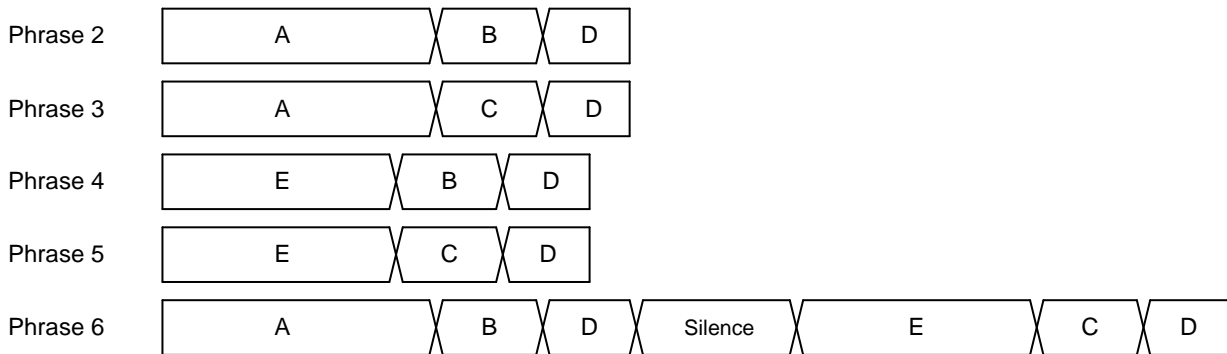 Phrase 2 A B D
Phrase 3 A C D
Phrase 4 E B D
Phrase 5 E C D
Phrase 6 A B D Silence E C D